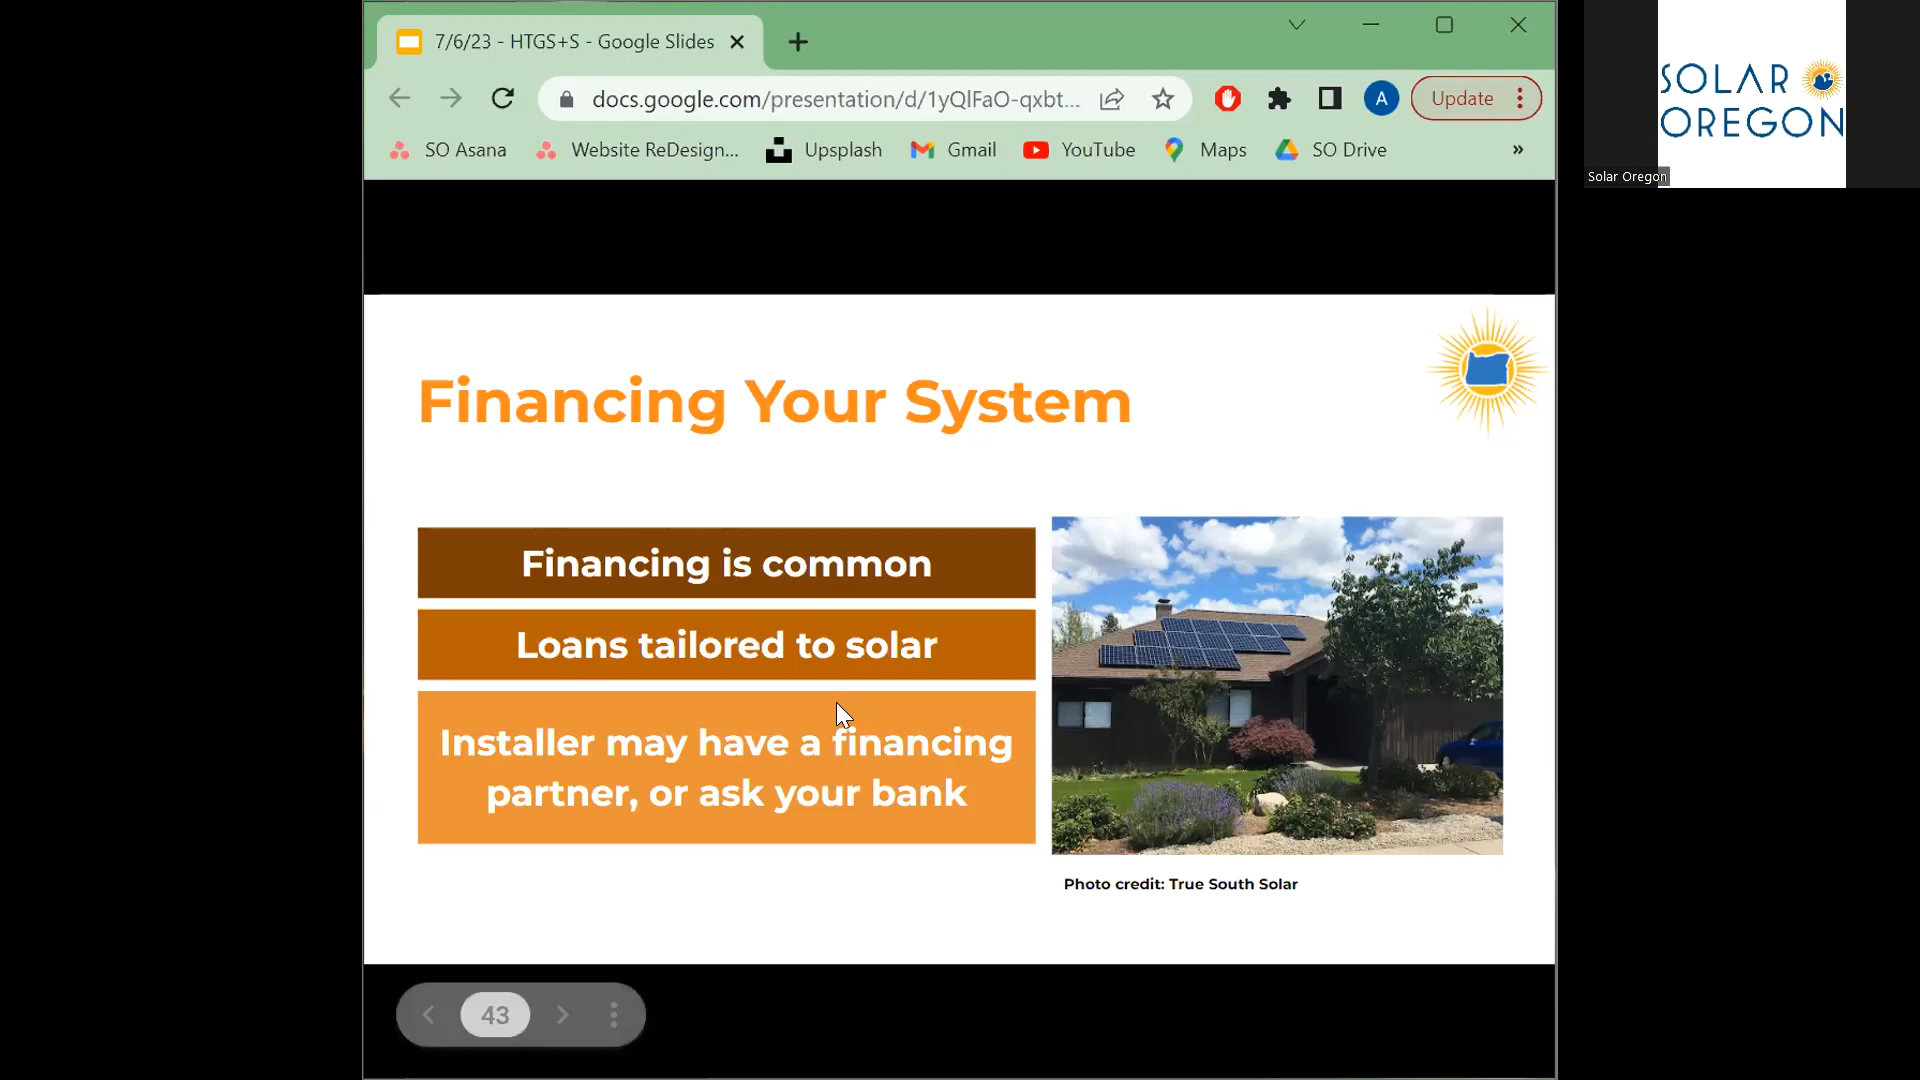 7/6/23 - HTGS+S - Google Slides
docs.google.com/presentation/d/1yQlFaO-qxbt...
A
Update
SO Asana
Website ReDesign...
Upsplash
Gmail
YouTube
Maps
SO Drive
»
SOLAR
OREGON
Solar Oregon
Financing Your System
Financing is common
Loans tailored to solar
Installer may have a financing
partner, or ask your bank
Photo credit: True South Solar
43